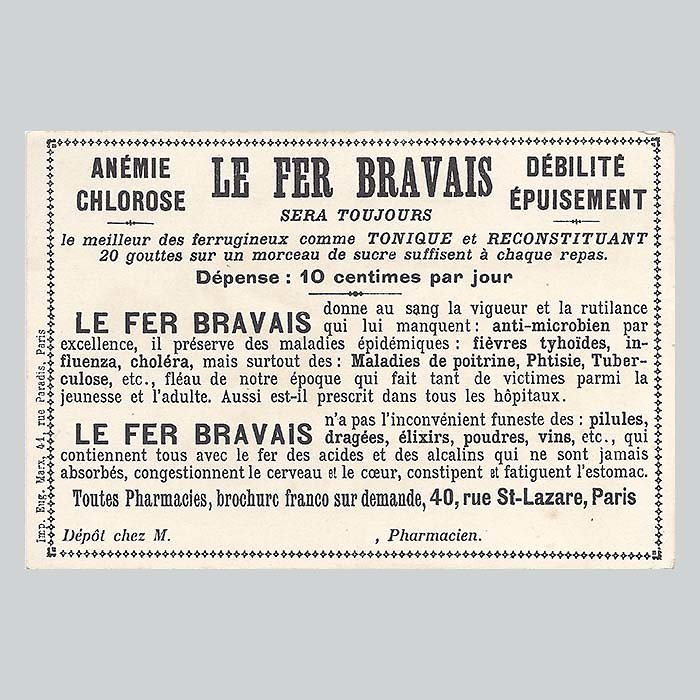 ANÉMIE
CHLOROSE
LE FER BRAVAIS
DÉBILITÉ
ÉPUISEMENT
SERA TOUJOURS
le meilleur des ferrugineux comme TONIQUE et RECONSTITUANT
20 gouttes sur un morceau de sucre suffisent à chaque repas.
Dépense : 10 centimes par jour
LE FER BRAVAIS donne au sang la vigueur et la rutilance
qui lui manquent : anti-microbien par
excellence, il préserve des maladies épidémiques : fièvres tyhoïdes, in-
fluenza, choléra, mais surtout des : Maladies de poitrine, Phtisie, Tuber-
culose, etc., fléau de notre époque qui fait tant de victimes parmi la
jeunesse et l'adulte. Aussi est-il prescrit dans tous les hôpitaux.
LE FER BRAVAIS n'a pas l'inconvénient funeste des : pilules,
dragées, élixirs, poudres, vins, etc., qui
contiennent tous avec le fer des acides et des alcalins qui ne sont jamais
absorbés, congestionnent le cerveau et le cœur, constipent et fatiguent l'estomac.
Toutes Pharmacies, brochure franco sur demande, 40, rue St-Lazare, Paris
Dépôt chez M. , Pharmacien.
Imp. Eug. Marx, 41, rue Paradis, Paris